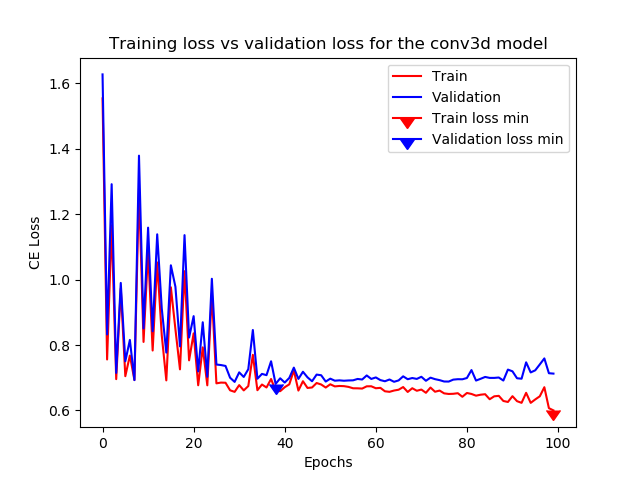 Training loss vs validation loss for the conv3d model
Train
Validation
Train loss min
Validation loss min
CE Loss
1.6
1.4
1.2
1.0
0.8
0.6
0
20
40
60
80
100
Epochs